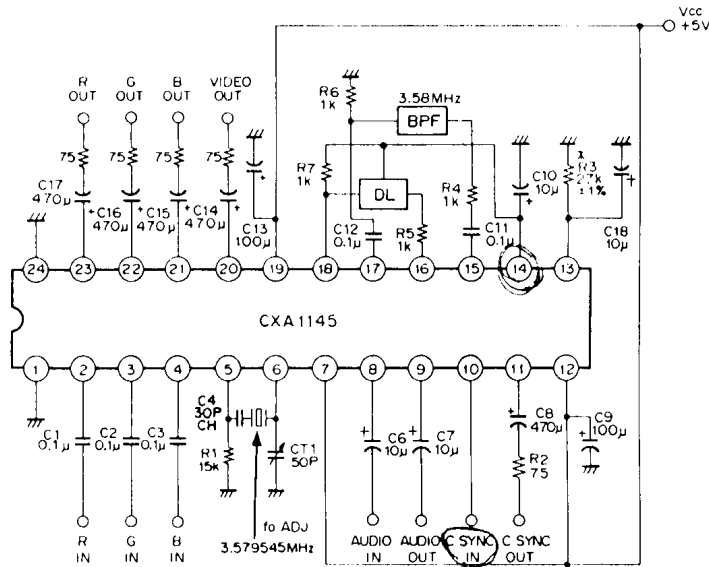 Vcc
+5V
R OUT
G OUT
B OUT
VIDEO OUT
75
75
75
75
C17 470μ
C16 470μ
C15 470μ
C14 470μ
C13 100μ
R6 1k
3.58MHz
BPF
R7 1k
DL
R4 1k
R5 1k
C12 0.1μ
C11 0.1μ
C10 10μ
* R3 2.7k ±1%
C18 10μ
24 23 22 21 20 19 18 17 16 15 14 13
CXA1145
1 2 3 4 5 6 7 8 9 10 11 12
C1 0.1μ
C2 0.1μ
C3 0.1μ
C4 30P CH
R1 15k
CT1 50P
C6 10μ
C7 10μ
C8 470μ
R2 75
C9 100μ
fo ADJ
3.579545MHz
R IN
G IN
B IN
AUDIO IN
AUDIO OUT
C SYNC IN
C SYNC OUT